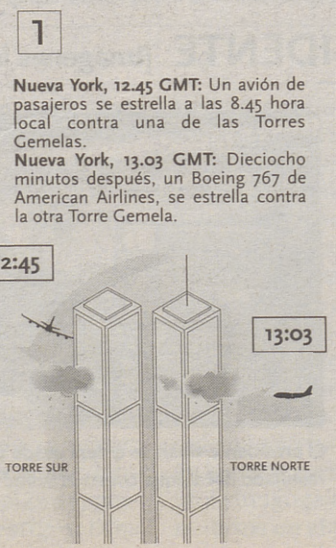 1
Nueva York, 12.45 GMT: Un avión de
pasajeros se estrella a las 8.45 hora
local contra una de las Torres
Gemelas.
Nueva York, 13.03 GMT: Dieciocho
minutos después, un Boeing 767 de
American Airlines, se estrella contra
la otra Torre Gemela.
2:45
13:03
TORRE SUR
TORRE NORTE